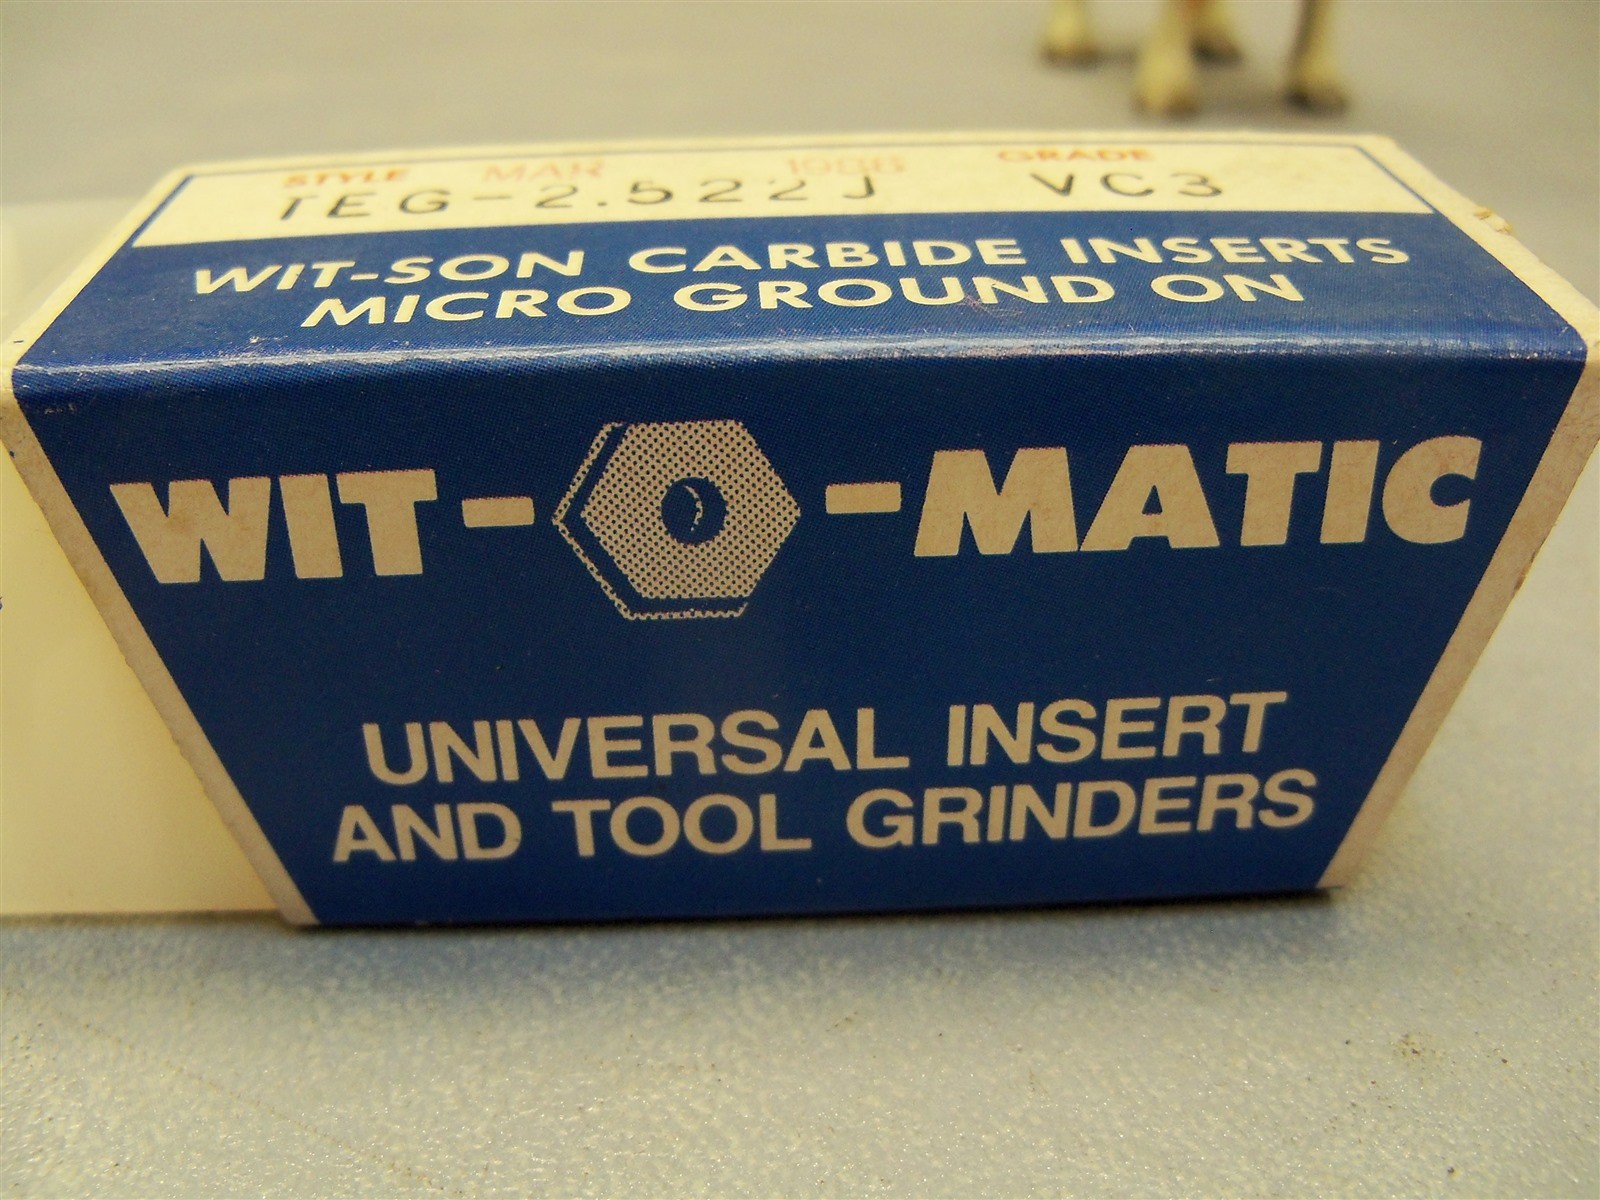 STYLE MAR 1986 GRADE
TEG-2.522J VC3
WIT-SON CARBIDE INSERTS
MICRO GROUND ON
WIT-O-MATIC
UNIVERSAL INSERT
AND TOOL GRINDERS